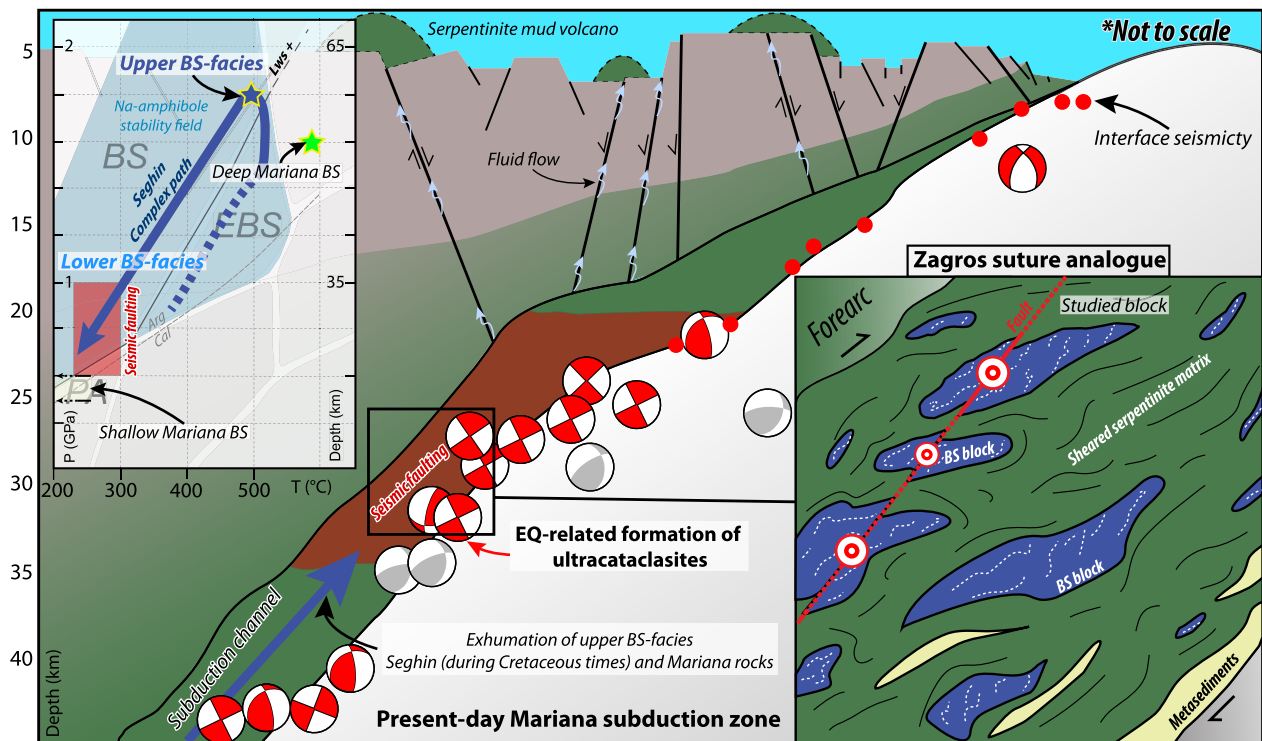 *Not to scale
Serpentinite mud volcano
Fluid flow
Interface seismicty
5
10
15
20
25
30
35
40
Depth (km)
2
65
Lws +
Upper BS-facies
Na-amphibole
stability field
BS
Deep Mariana BS
Seghin
Complex path
EBS
Lower BS-facies
1
35
Seismic faulting
Arg
Cal
PA
Shallow Mariana BS
P (GPa)
Depth (km)
200
300
400
500
T (°C)
Zagros suture analogue
Forearc
Fault
Studied block
Sheared serpentinite matrix
BS block
BS block
Metasediments
Seismic faulting
EQ-related formation of
ultracataclasites
Subduction channel
Exhumation of upper BS-facies
Seghin (during Cretaceous times) and Mariana rocks
Present-day Mariana subduction zone